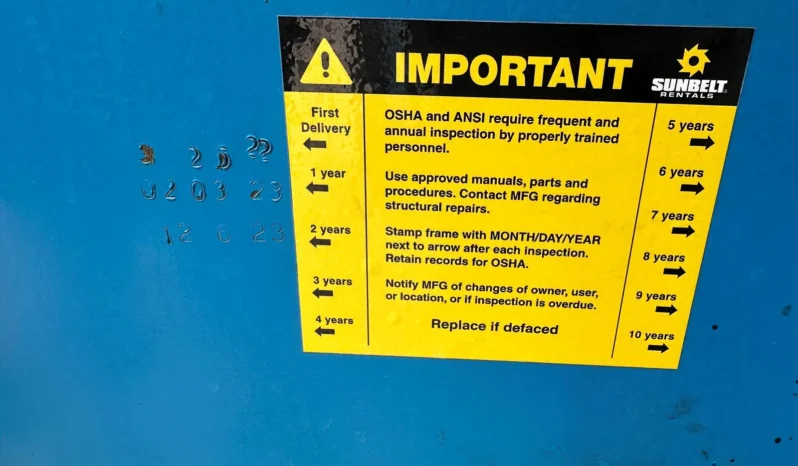 IMPORTANT
SUNBELT
RENTALS
First
Delivery
1 year
2 years
3 years
4 years
OSHA and ANSI require frequent and
annual inspection by properly trained
personnel.
Use approved manuals, parts and
procedures. Contact MFG regarding
structural repairs.
Stamp frame with MONTH/DAY/YEAR
next to arrow after each inspection.
Retain records for OSHA.
Notify MFG of changes of owner, user,
or location, or if inspection is overdue.
Replace if defaced
5 years
6 years
7 years
8 years
9 years
10 years
02 03 23
12 6 23